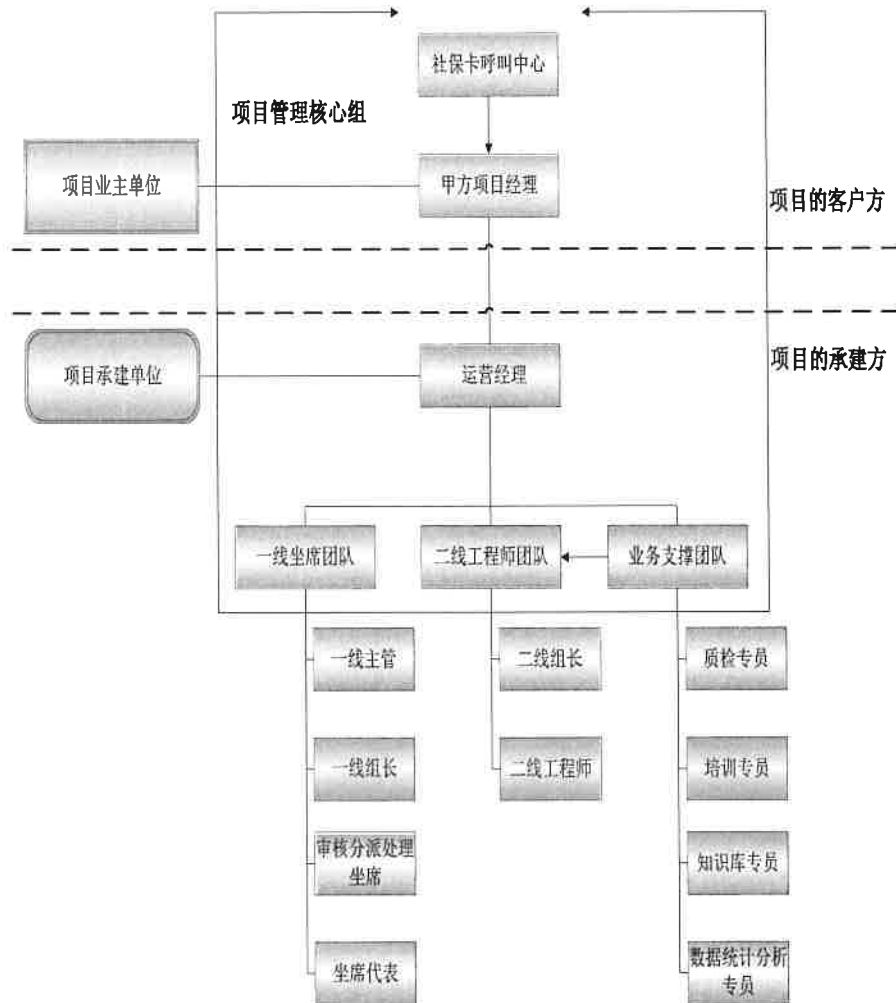 社保卡呼叫中心
项目管理核心组
项目业主单位
甲方项目经理
项目的客户方
项目承建单位
运营经理
项目的承建方
一线坐席团队
二线工程师团队
业务支撑团队
一线主管
二线组长
质检专员
一线组长
二线工程师
培训专员
审核分派处理
坐席
知识库专员
坐席代表
数据统计分析
专员